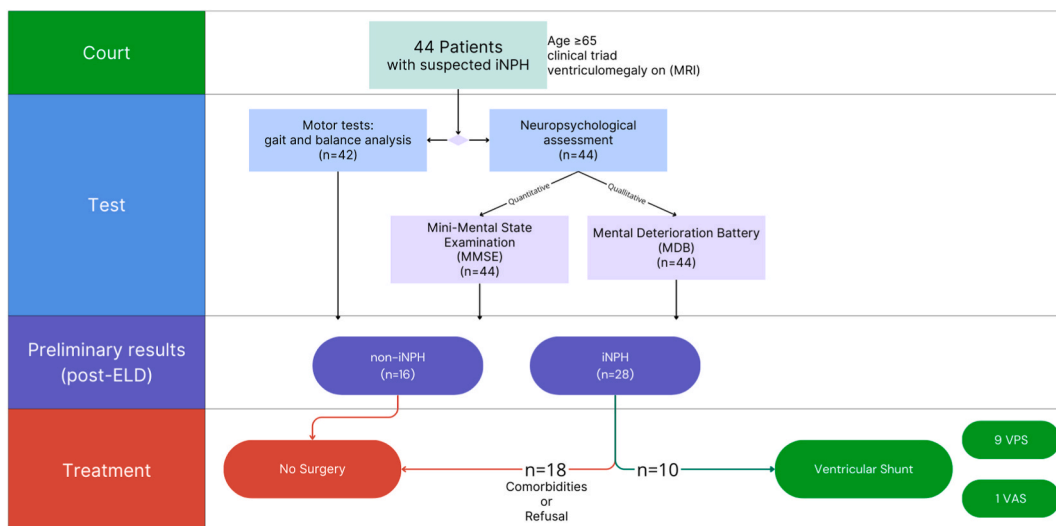 Court
44 Patients
with suspected iNPH
Age ≥65
clinical triad
ventriculomegaly on (MRI)
Test
Motor tests:
gait and balance analysis
(n=42)
Neuropsychological
assessment
(n=44)
Quantitative
Quallitative
Mini-Mental State
Examination
(MMSE)
(n=44)
Mental Deterioration Battery
(MDB)
(n=44)
Preliminary results
(post-ELD)
non-iNPH
(n=16)
iNPH
(n=28)
Treatment
No Surgery
n=18
Comorbidities
or
Refusal
n=10
Ventricular Shunt
9 VPS
1 VAS